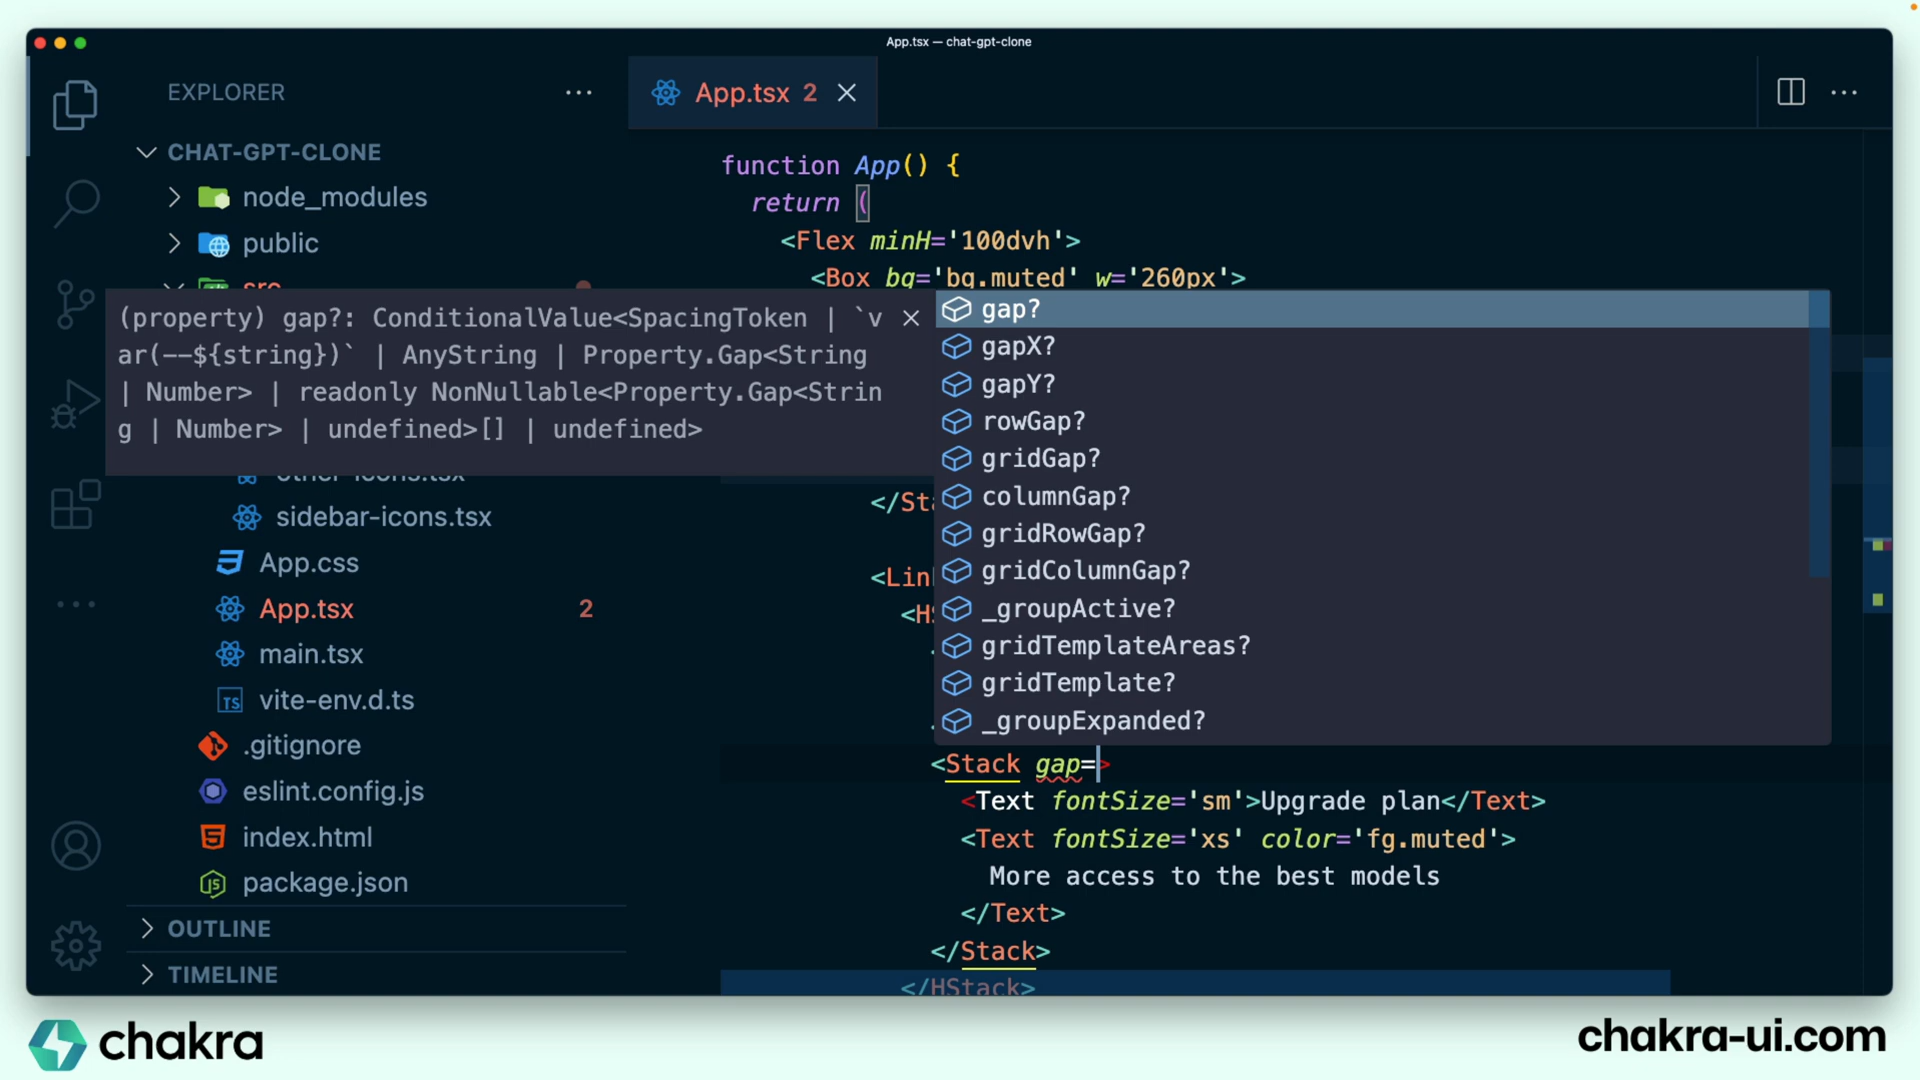 App.tsx — chat-gpt-clone
EXPLORER
App.tsx 2
CHAT-GPT-CLONE
node_modules
public
src
sidebar-icons.tsx
App.css
App.tsx 2
main.tsx
TS vite-env.d.ts
.gitignore
eslint.config.js
index.html
package.json
OUTLINE
TIMELINE
function App() {
return (
<Flex minH='100dvh'>
<Box bg='bg.muted' w='260px'>
(property) gap?: ConditionalValue<SpacingToken | `v
ar(--${string})` | AnyString | Property.Gap<String
| Number> | readonly NonNullable<Property.Gap<Strin
g | Number> | undefined>[] | undefined>
gap?
gapX?
gapY?
rowGap?
gridGap?
columnGap?
gridRowGap?
gridColumnGap?
_groupActive?
gridTemplateAreas?
gridTemplate?
_groupExpanded?
</St
<Lin
<H
<Stack gap=>
<Text fontSize='sm'>Upgrade plan</Text>
<Text fontSize='xs' color='fg.muted'>
More access to the best models
</Text>
</Stack>
</HStack>
chakra
chakra-ui.com